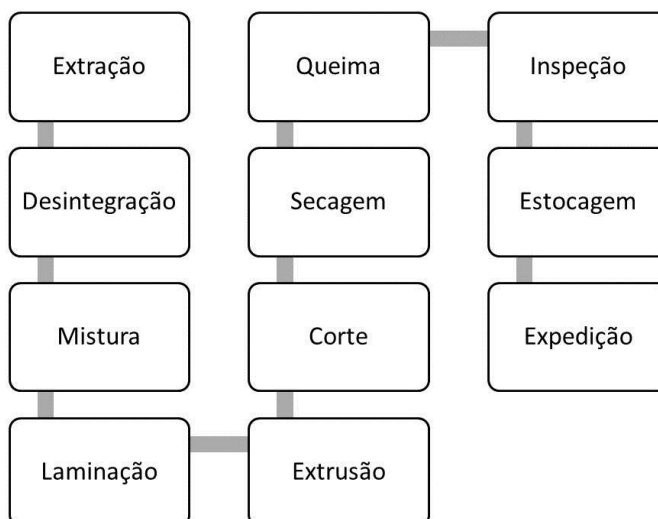 Extração
Desintegração
Mistura
Laminação
Extrusão
Corte
Secagem
Queima
Inspeção
Estocagem
Expedição